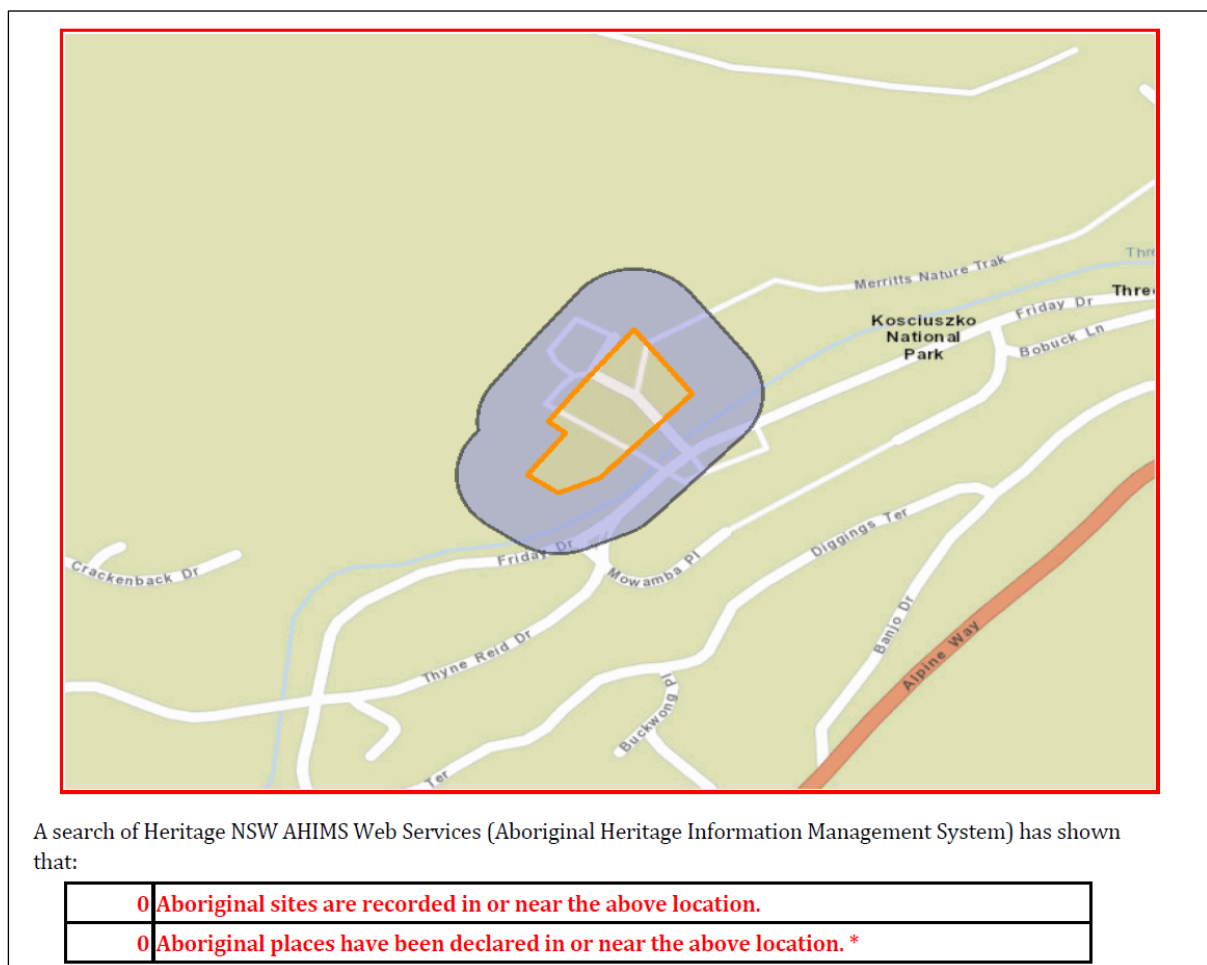 Thre
Merritts Nature Trak
Three
Friday Dr
Kosciuszko
National
Park
Bobuck Ln
Diggings Ter
Friday Dr
Crackenback Dr
Mowamba Pl
Banjo Dr
Thyne Reid Dr
Alpine Way
Buckwong Pl
Ter
A search of Heritage NSW AHIMS Web Services (Aboriginal Heritage Information Management System) has shown
that:
0 Aboriginal sites are recorded in or near the above location.
0 Aboriginal places have been declared in or near the above location. *